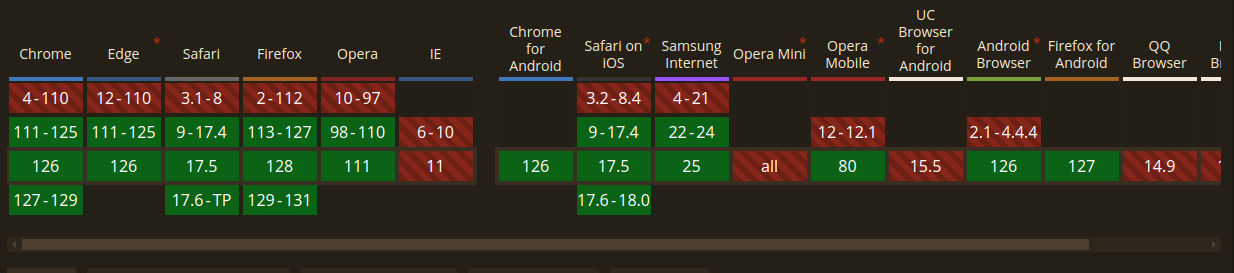 Chrome Edge * Safari Firefox Opera IE Chrome for Android Safari on * iOS Samsung Internet Opera Mini * Opera * Mobile UC Browser for Android Android * Browser Firefox for Android QQ Browser
4-110 12-110 3.1-8 2-112 10-97 3.2-8.4 4-21
111-125 111-125 9-17.4 113-127 98-110 6-10 9-17.4 22-24 12-12.1 2.1-4.4.4
126 126 17.5 128 111 11 126 17.5 25 all 80 15.5 126 127 14.9
127-129 17.6-TP 129-131 17.6-18.0